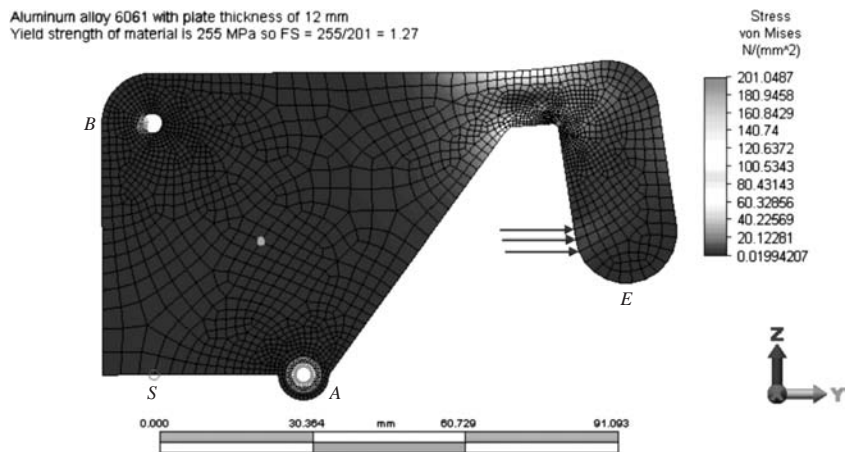 Aluminum alloy 6061 with plate thickness of 12 mm
Yield strength of material is 255 MPa so FS = 255/201 = 1.27
Stress
von Mises
N/(mm^2)
201.0487
180.9458
160.8429
140.74
120.6372
100.5343
80.43143
60.32856
40.22569
20.12281
0.01994207
B
E
S
A
Z
Y
0.000 30.364 mm 60.729 91.093